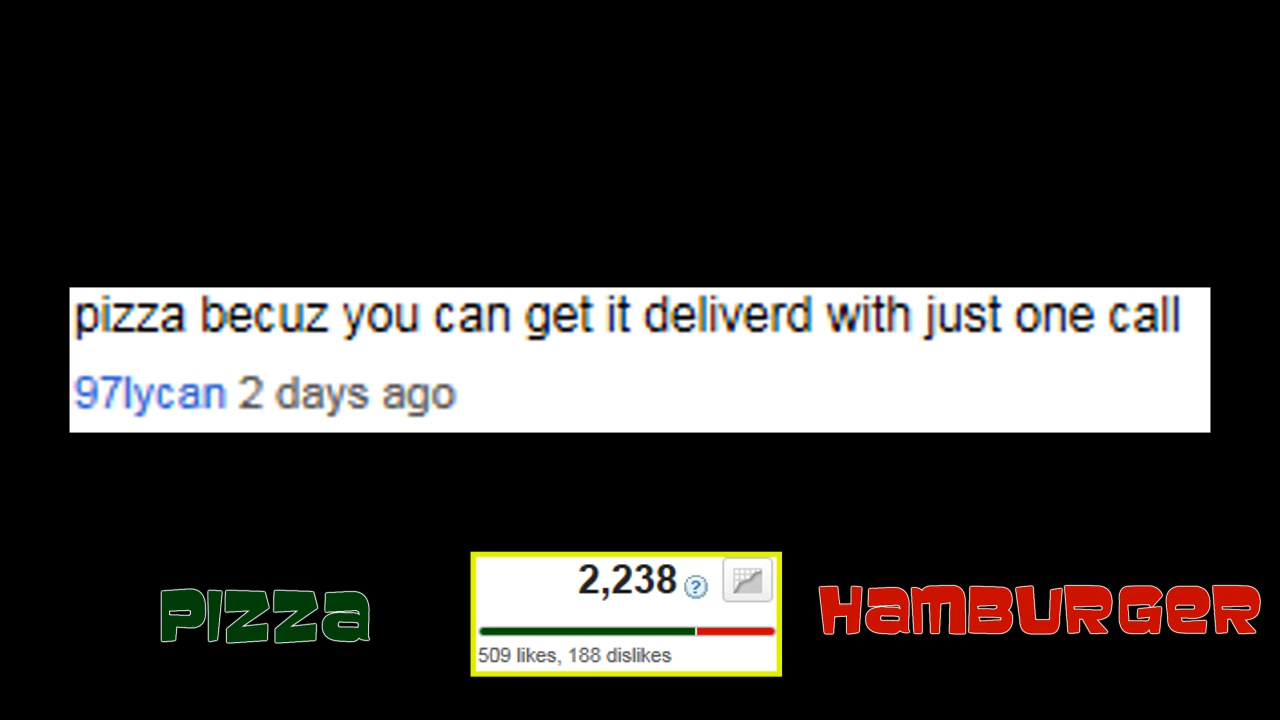 pizza becuz you can get it deliverd with just one call
97lycan 2 days ago
2,238 ?
PIZZA
HAMBURGER
509 likes, 188 dislikes